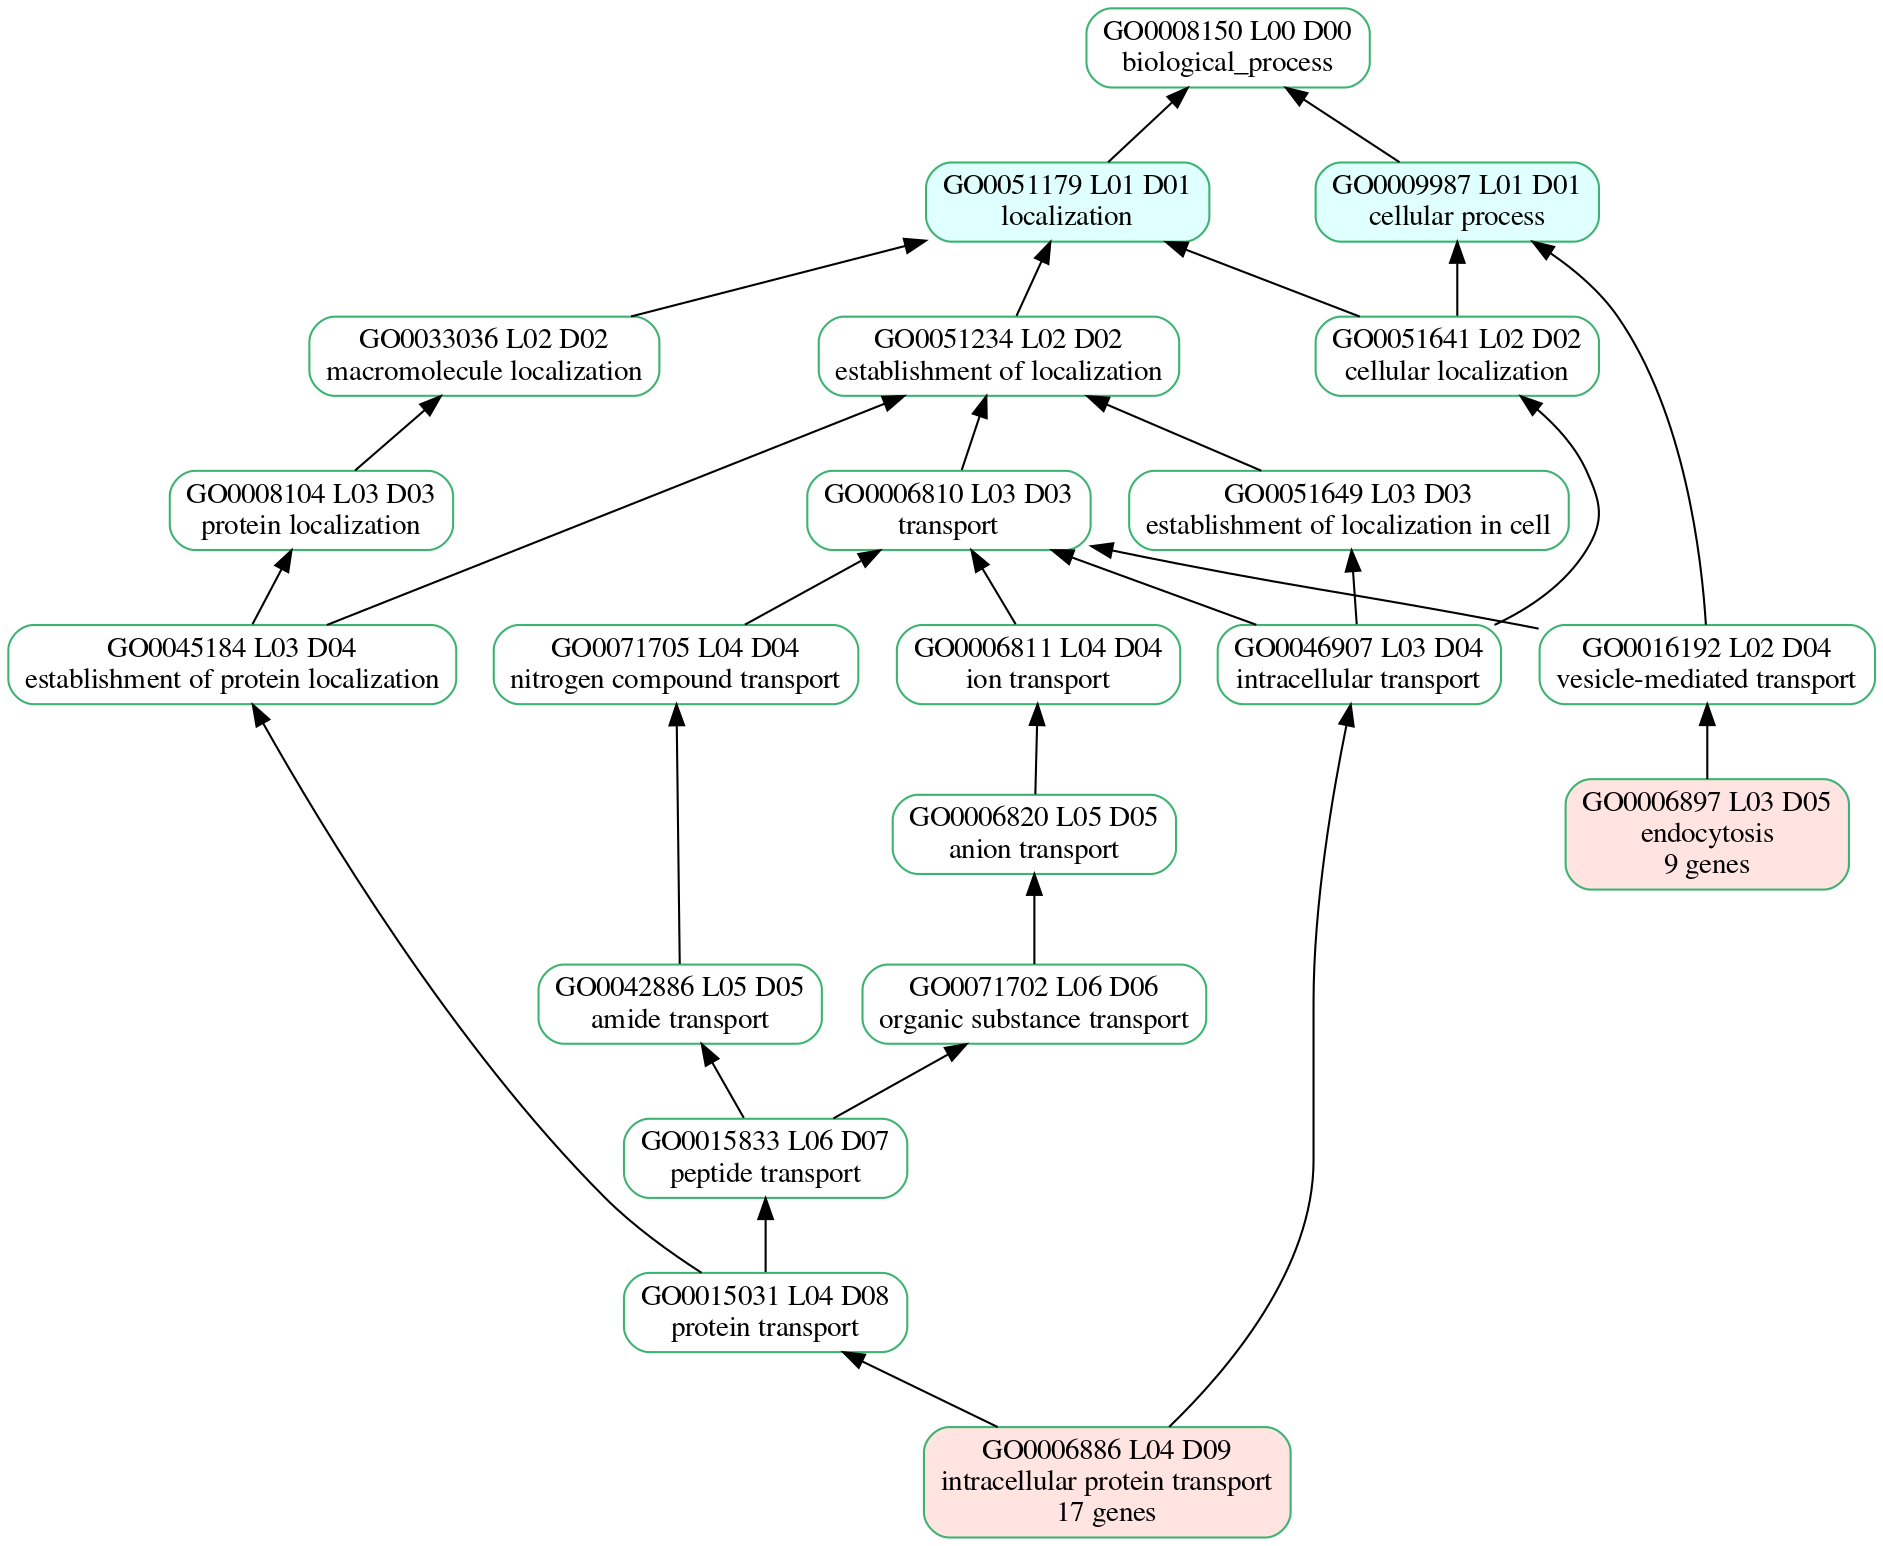 GO0008150 L00 D00
biological_process
GO0051179 L01 D01
localization
GO0009987 L01 D01
cellular process
GO0033036 L02 D02
macromolecule localization
GO0051234 L02 D02
establishment of localization
GO0051641 L02 D02
cellular localization
GO0008104 L03 D03
protein localization
GO0006810 L03 D03
transport
GO0051649 L03 D03
establishment of localization in cell
GO0045184 L03 D04
establishment of protein localization
GO0071705 L04 D04
nitrogen compound transport
GO0006811 L04 D04
ion transport
GO0046907 L03 D04
intracellular transport
GO0016192 L02 D04
vesicle-mediated transport
GO0006820 L05 D05
anion transport
GO0006897 L03 D05
endocytosis
9 genes
GO0042886 L05 D05
amide transport
GO0071702 L06 D06
organic substance transport
GO0015833 L06 D07
peptide transport
GO0015031 L04 D08
protein transport
GO0006886 L04 D09
intracellular protein transport
17 genes